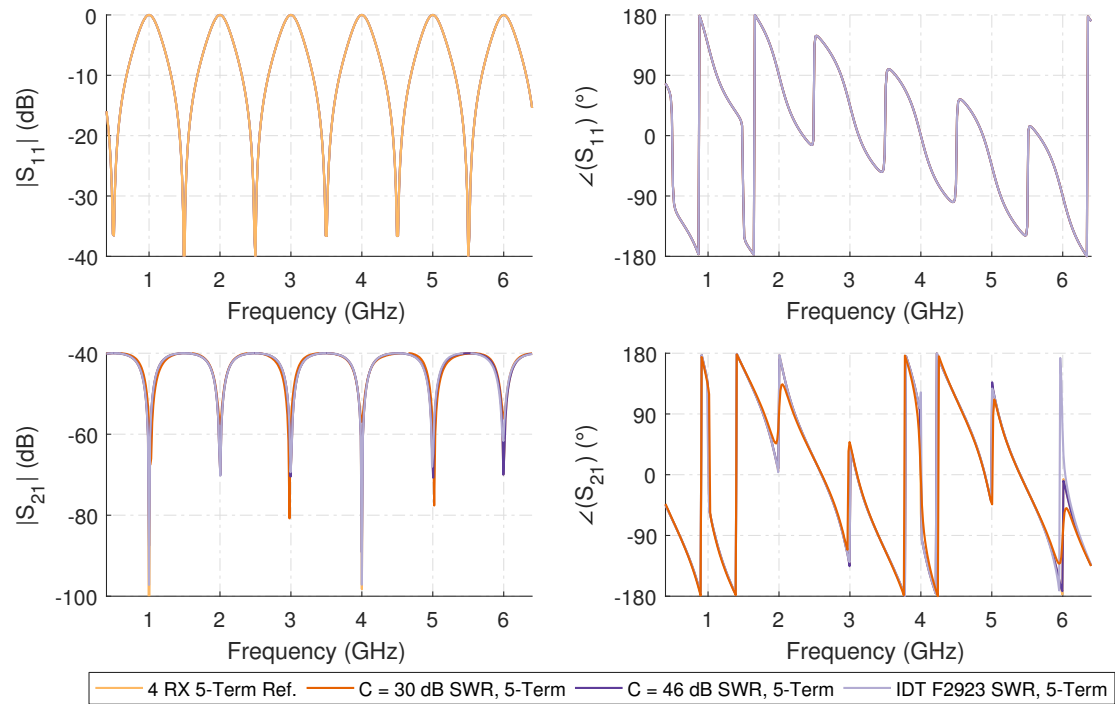 |S11| (dB)
0
-10
-20
-30
-40
1 2 3 4 5 6
Frequency (GHz)
∠(S11) (°)
180
90
0
-90
-180
1 2 3 4 5 6
Frequency (GHz)
|S21| (dB)
-40
-60
-80
-100
1 2 3 4 5 6
Frequency (GHz)
∠(S21) (°)
180
90
0
-90
-180
1 2 3 4 5 6
Frequency (GHz)
4 RX 5-Term Ref. C = 30 dB SWR, 5-Term C = 46 dB SWR, 5-Term IDT F2923 SWR, 5-Term